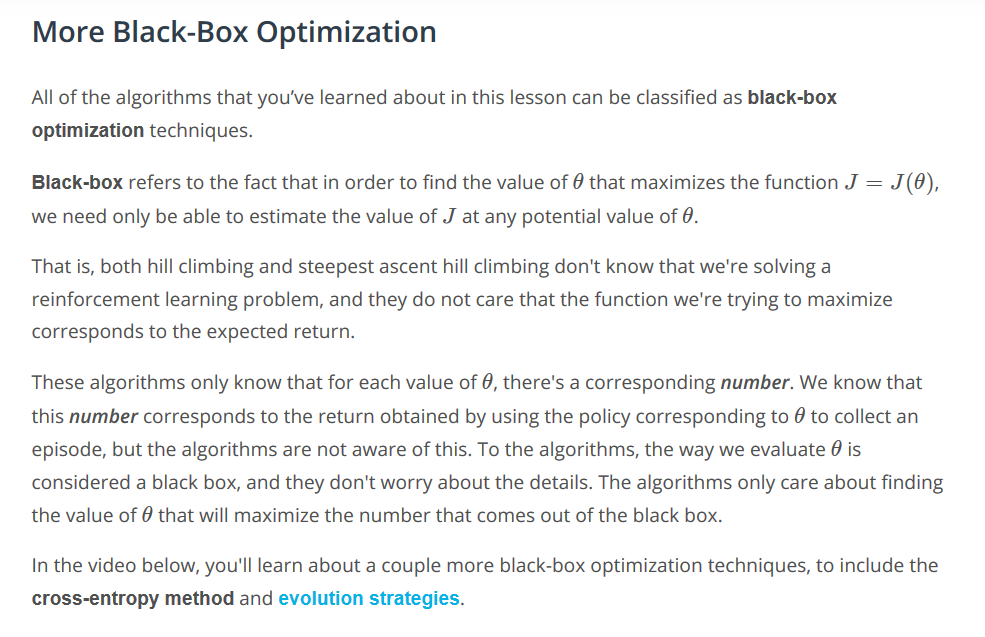 More Black-Box Optimization
All of the algorithms that you’ve learned about in this lesson can be classified as black-box
optimization techniques.
Black-box refers to the fact that in order to find the value of θ that maximizes the function J = J(θ),
we need only be able to estimate the value of J at any potential value of θ.
That is, both hill climbing and steepest ascent hill climbing don't know that we're solving a
reinforcement learning problem, and they do not care that the function we're trying to maximize
corresponds to the expected return.
These algorithms only know that for each value of θ, there's a corresponding number. We know that
this number corresponds to the return obtained by using the policy corresponding to θ to collect an
episode, but the algorithms are not aware of this. To the algorithms, the way we evaluate θ is
considered a black box, and they don't worry about the details. The algorithms only care about finding
the value of θ that will maximize the number that comes out of the black box.
In the video below, you'll learn about a couple more black-box optimization techniques, to include the
cross-entropy method and evolution strategies.